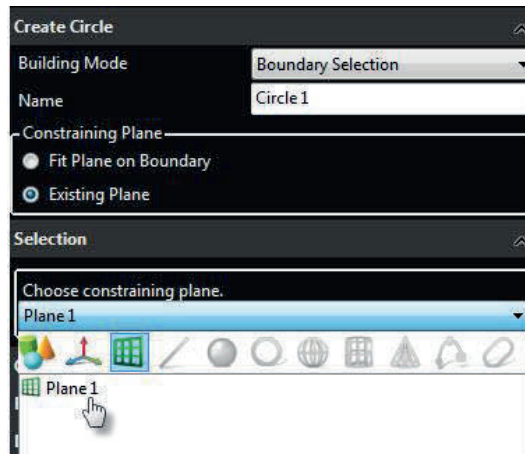 Create Circle
Building Mode Boundary Selection
Name Circle 1
Constraining Plane
Fit Plane on Boundary
Existing Plane
Selection
Choose constraining plane.
Plane 1
Plane 1